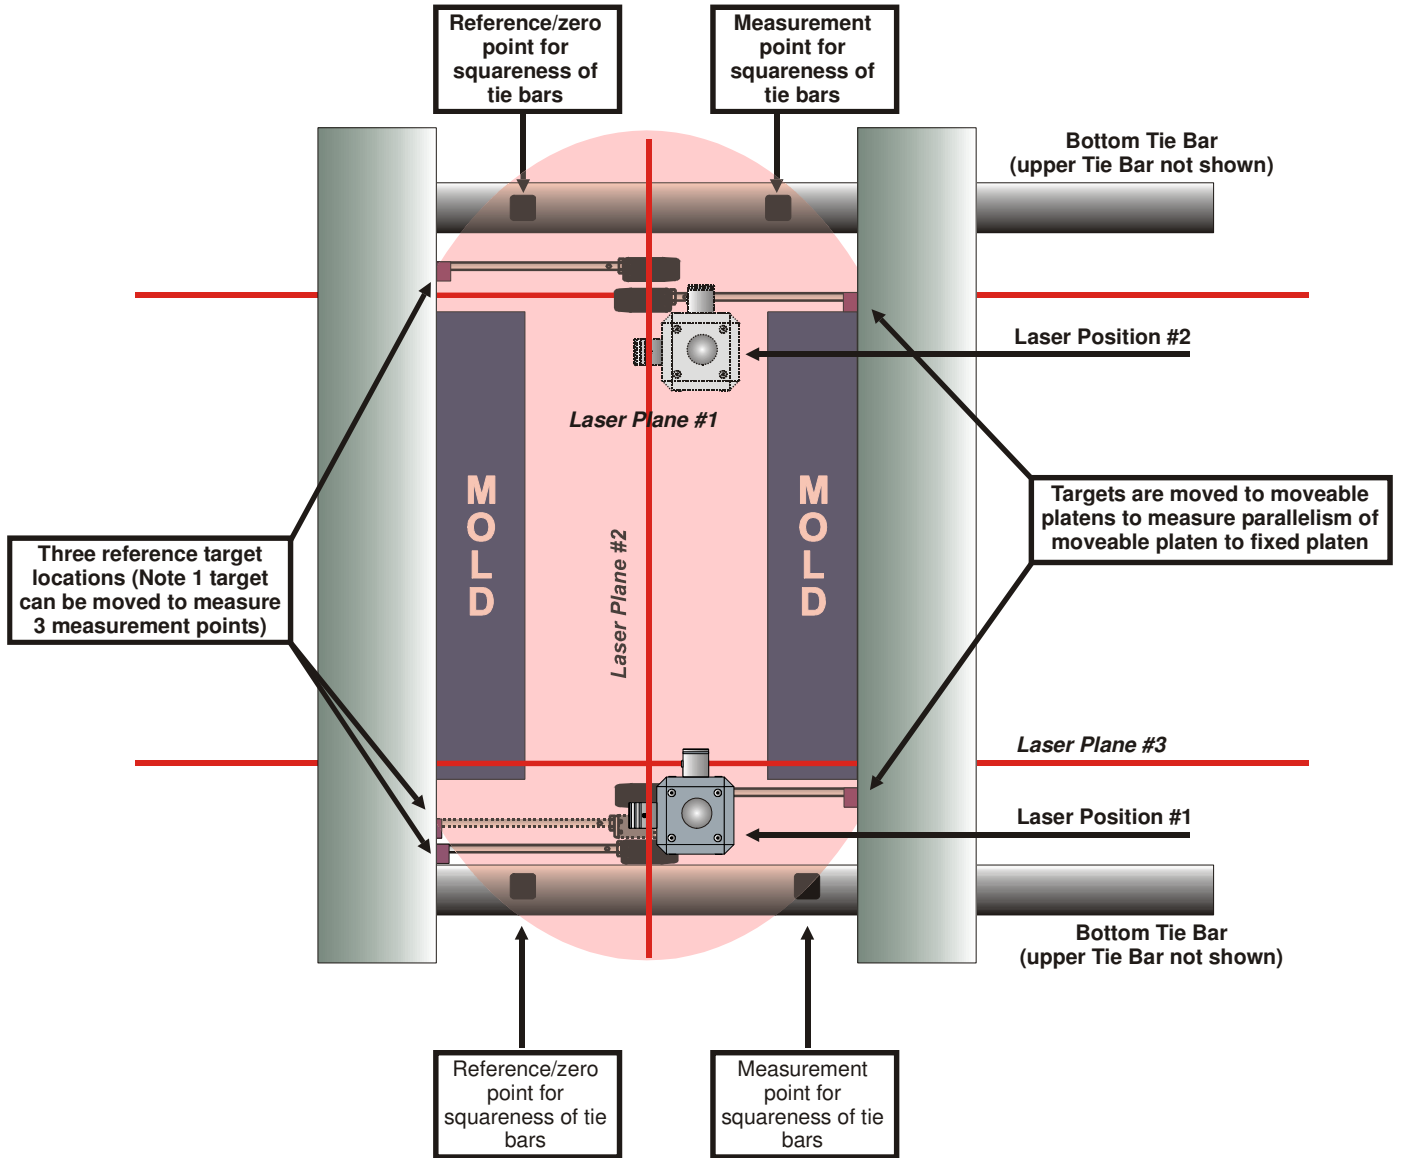 Reference/zero
point for
squareness of
tie bars
Measurement
point for
squareness of
tie bars
Bottom Tie Bar
(upper Tie Bar not shown)
Laser Position #2
Laser Plane #1
M
O
L
D
M
O
L
D
Targets are moved to moveable
platens to measure parallelism of
moveable platen to fixed platen
Laser Plane #2
Three reference target
locations (Note 1 target
can be moved to measure
3 measurement points)
Laser Plane #3
Laser Position #1
Bottom Tie Bar
(upper Tie Bar not shown)
Reference/zero
point for
squareness of tie
bars
Measurement
point for
squareness of tie
bars